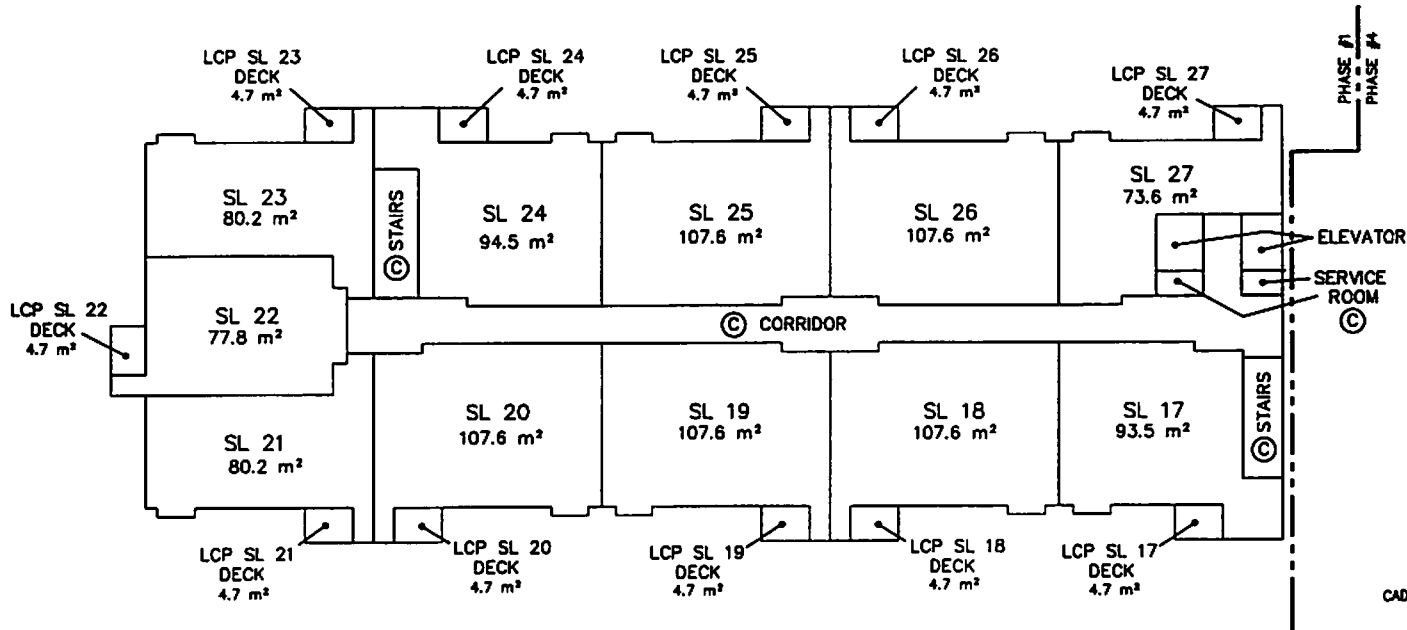 PHASE #1
PHASE #4
LCP SL 23
DECK
4.7 m²
LCP SL 24
DECK
4.7 m²
LCP SL 25
DECK
4.7 m²
LCP SL 26
DECK
4.7 m²
LCP SL 27
DECK
4.7 m²
SL 23
80.2 m²
© STAIRS
SL 24
94.5 m²
SL 25
107.6 m²
SL 26
107.6 m²
SL 27
73.6 m²
ELEVATOR
SERVICE
ROOM
©
LCP SL 22
DECK
4.7 m²
SL 22
77.8 m²
© CORRIDOR
SL 21
80.2 m²
SL 20
107.6 m²
SL 19
107.6 m²
SL 18
107.6 m²
SL 17
93.5 m²
© STAIRS
LCP SL 21
DECK
4.7 m²
LCP SL 20
DECK
4.7 m²
LCP SL 19
DECK
4.7 m²
LCP SL 18
DECK
4.7 m²
LCP SL 17
DECK
4.7 m²
CAD